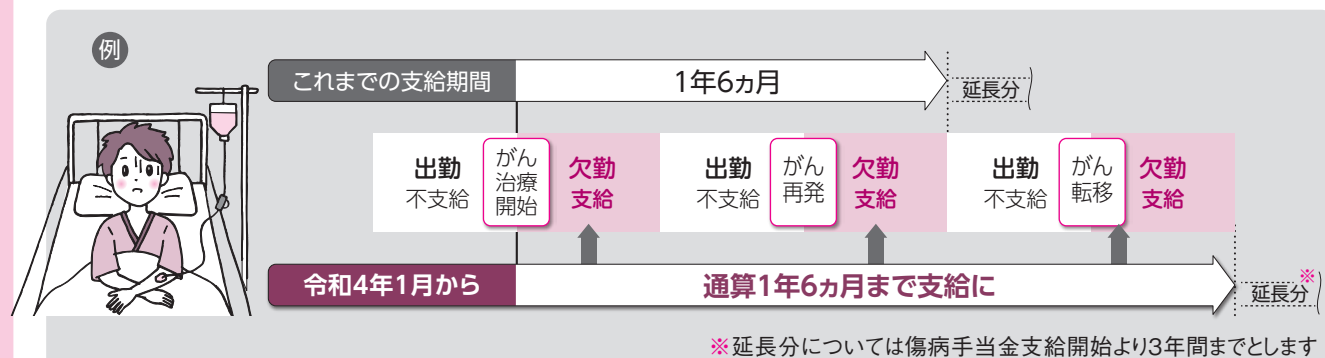 例
これまでの支給期間
1年6ヵ月
延長分
出勤
不支給
がん
治療
開始
欠勤
支給
出勤
不支給
がん
再発
欠勤
支給
出勤
不支給
がん
転移
欠勤
支給
令和4年1月から
通算1年6ヵ月まで支給に
延長分※
※延長分については傷病手当金支給開始より3年間までとします